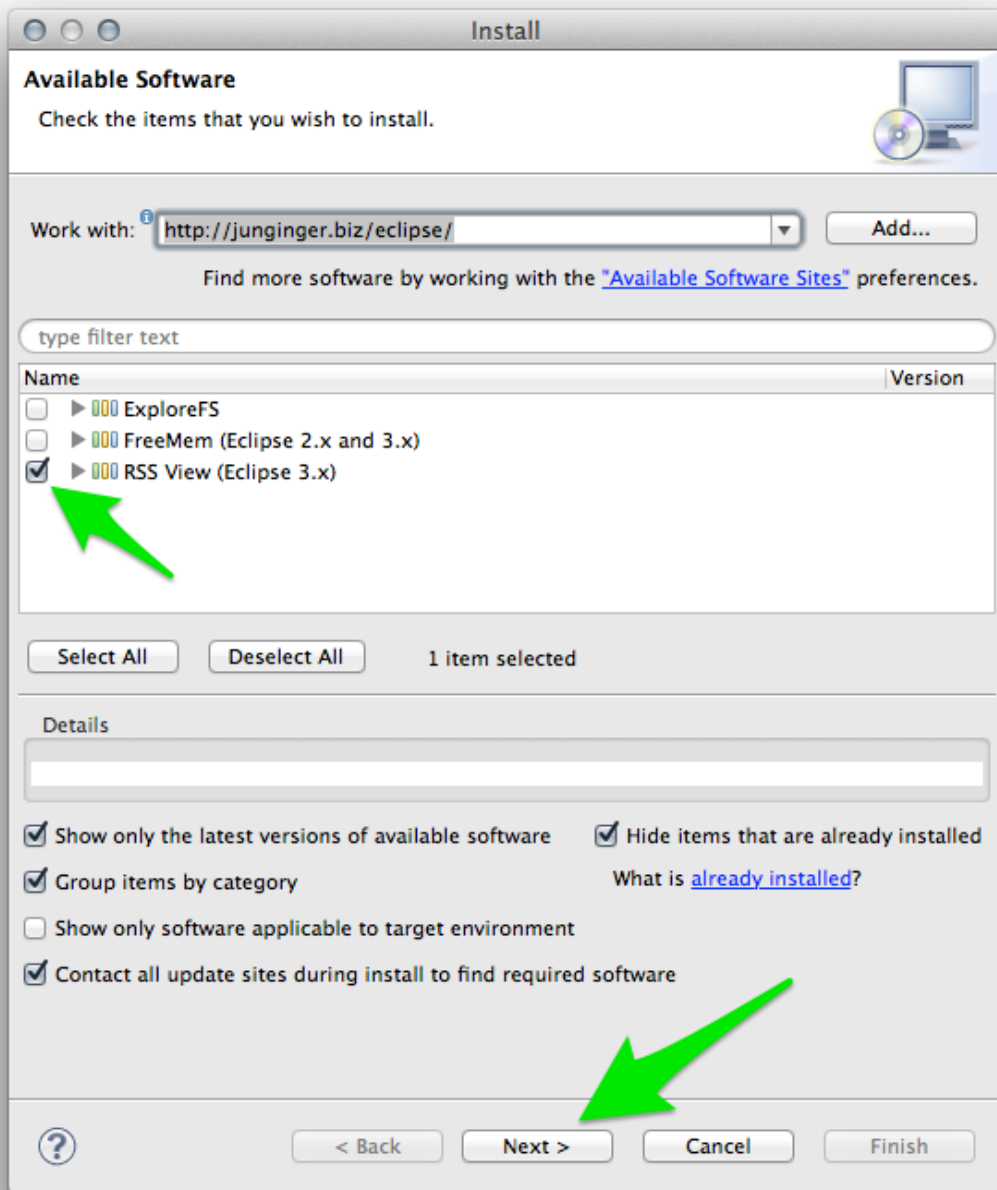 Install
Available Software
Check the items that you wish to install.
Work with: http://junginger.biz/eclipse/ Add...
Find more software by working with the "Available Software Sites" preferences.
type filter text
Name Version
ExploreFS
FreeMem (Eclipse 2.x and 3.x)
RSS View (Eclipse 3.x)
Select All Deselect All 1 item selected
Details
Show only the latest versions of available software Hide items that are already installed
Group items by category What is already installed?
Show only software applicable to target environment
Contact all update sites during install to find required software
? < Back Next > Cancel Finish